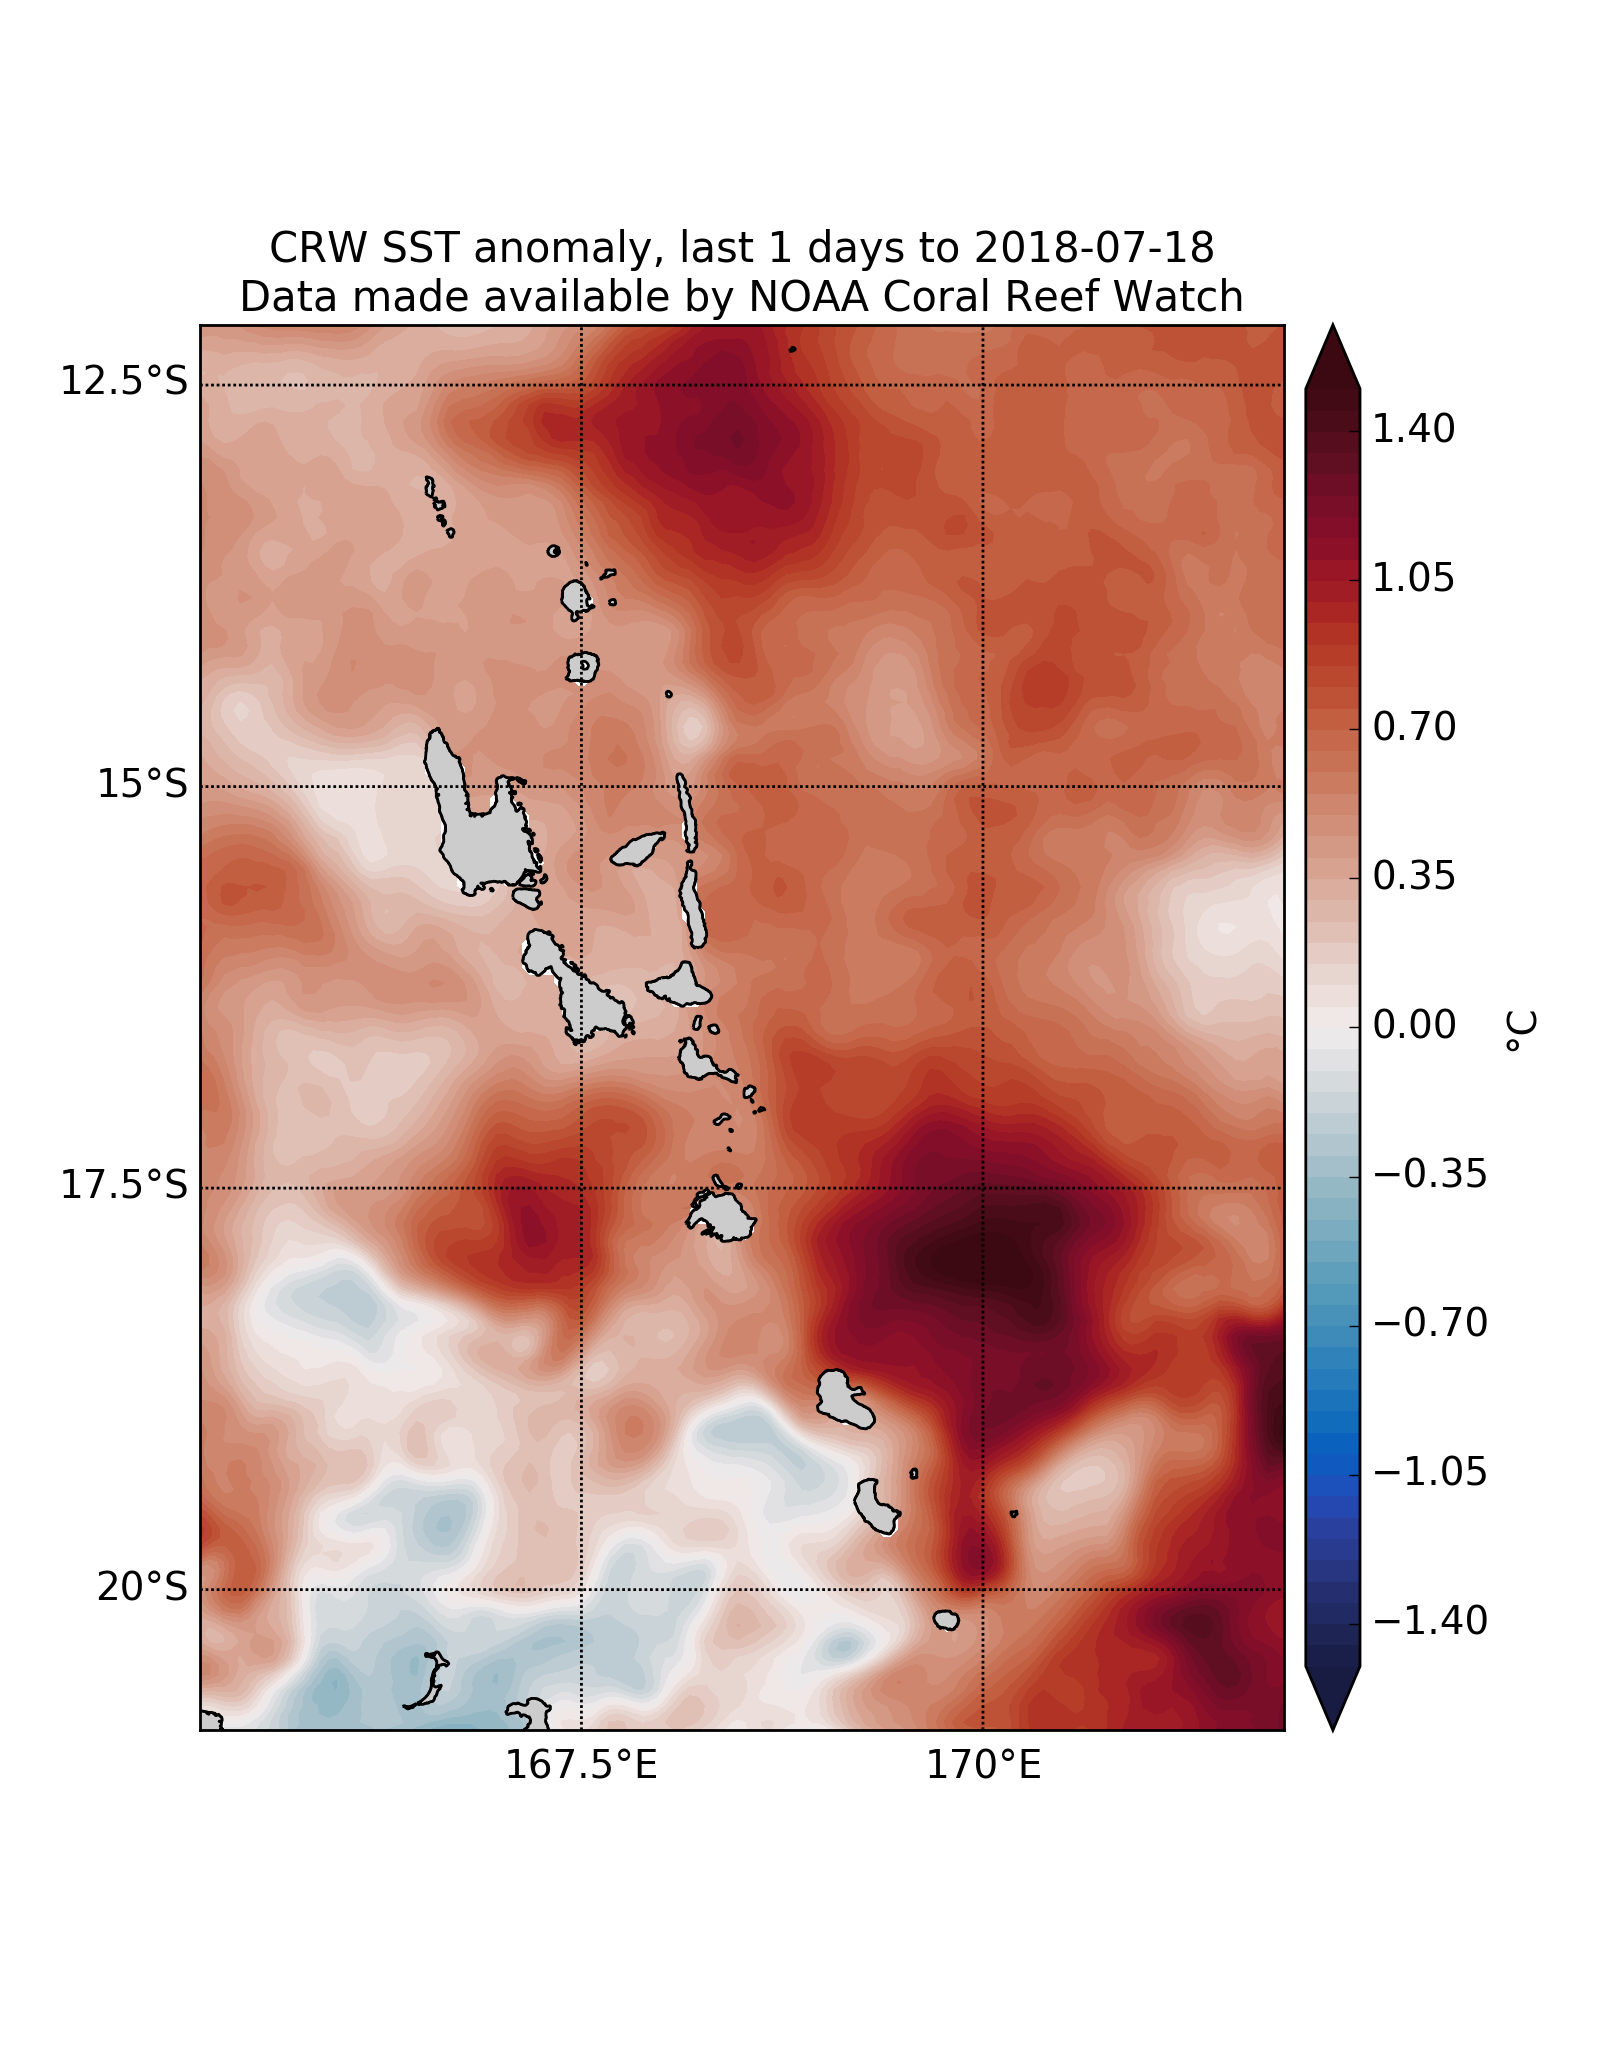 CRW SST anomaly, last 1 days to 2018-07-18
Data made available by NOAA Coral Reef Watch
12.5°S
15°S
17.5°S
20°S
167.5°E
170°E
1.40
1.05
0.70
0.35
0.00
−0.35
−0.70
−1.05
−1.40
°C